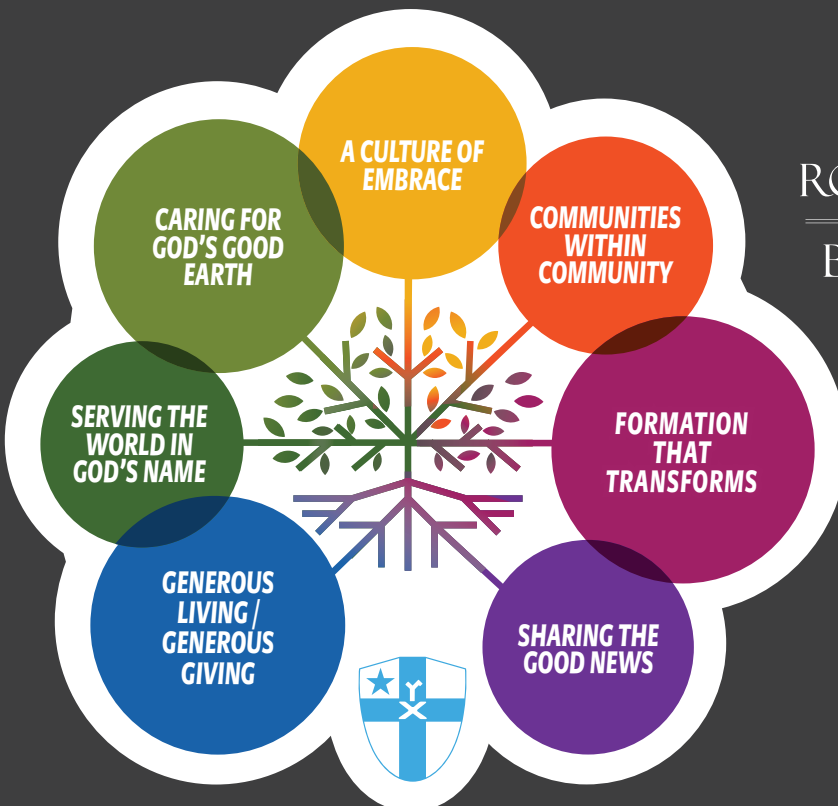 A CULTURE OF
EMBRACE
COMMUNITIES
WITHIN
COMMUNITY
FORMATION
THAT
TRANSFORMS
SHARING THE
GOOD NEWS
GENEROUS
LIVING /
GENEROUS
GIVING
SERVING THE
WORLD IN
GOD'S NAME
CARING FOR
GOD'S GOOD
EARTH